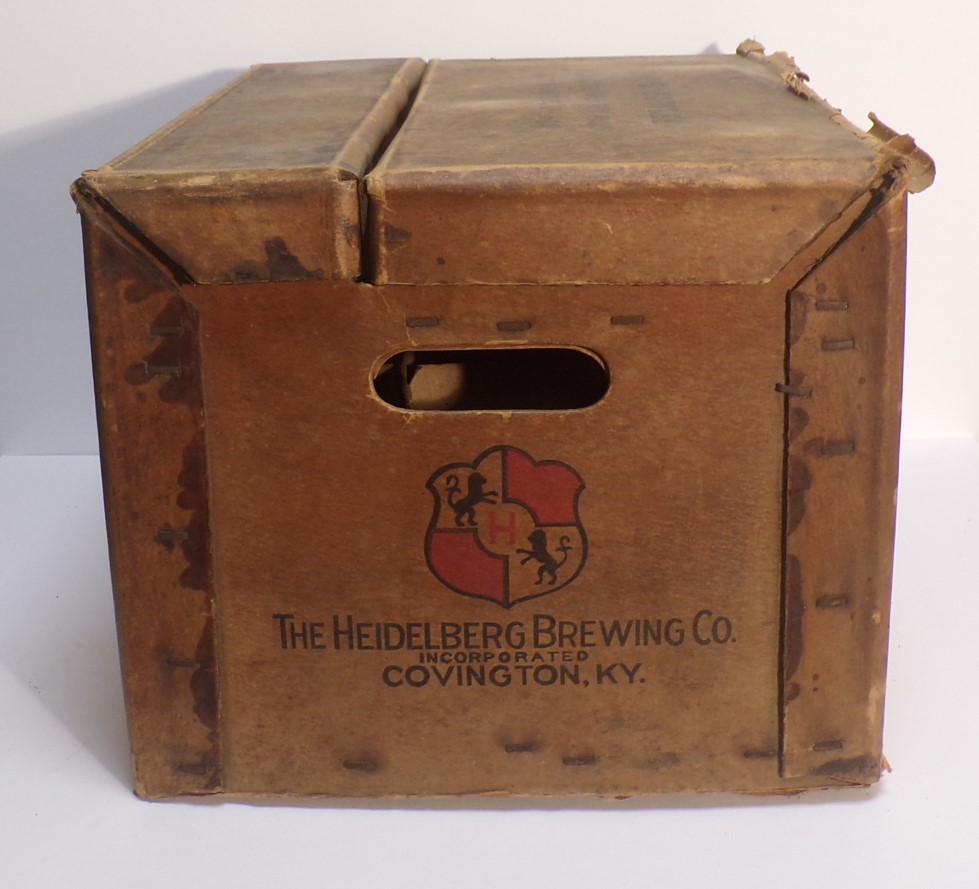 H
THE HEIDELBERG BREWING CO.
INCORPORATED
COVINGTON, KY.